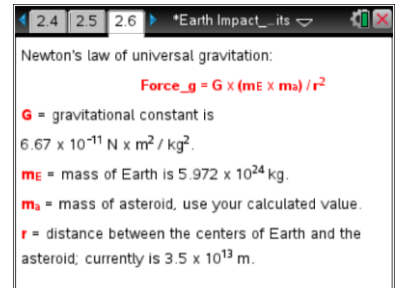 2.4 2.5 2.6 *Earth Impact_...its
Newton's law of universal gravitation:
Force_g = G x (mE x ma) / r²
G = gravitational constant is
6.67 x 10⁻¹¹ N x m² / kg².
mE = mass of Earth is 5.972 x 10²⁴ kg.
ma = mass of asteroid, use your calculated value.
r = distance between the centers of Earth and the
asteroid; currently is 3.5 x 10¹³ m.